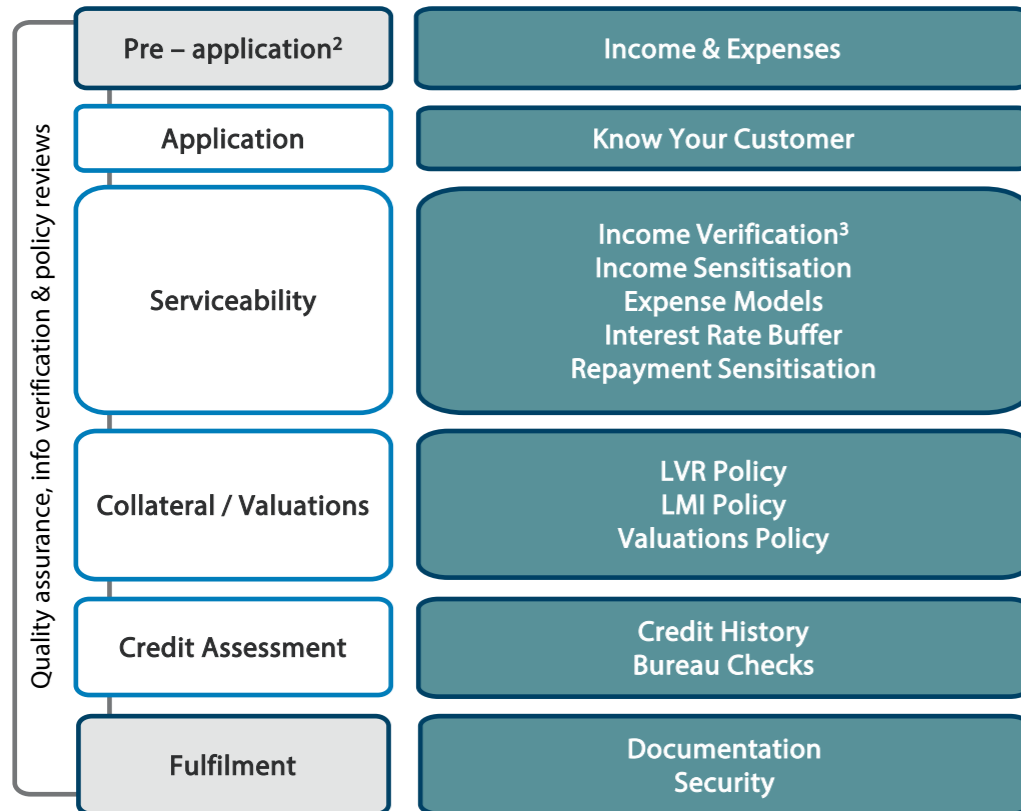 Quality assurance, info verification & policy reviews
Pre – application²
Income & Expenses
Application
Know Your Customer
Serviceability
Income Verification³
Income Sensitisation
Expense Models
Interest Rate Buffer
Repayment Sensitisation
Collateral / Valuations
LVR Policy
LMI Policy
Valuations Policy
Credit Assessment
Credit History
Bureau Checks
Fulfilment
Documentation
Security